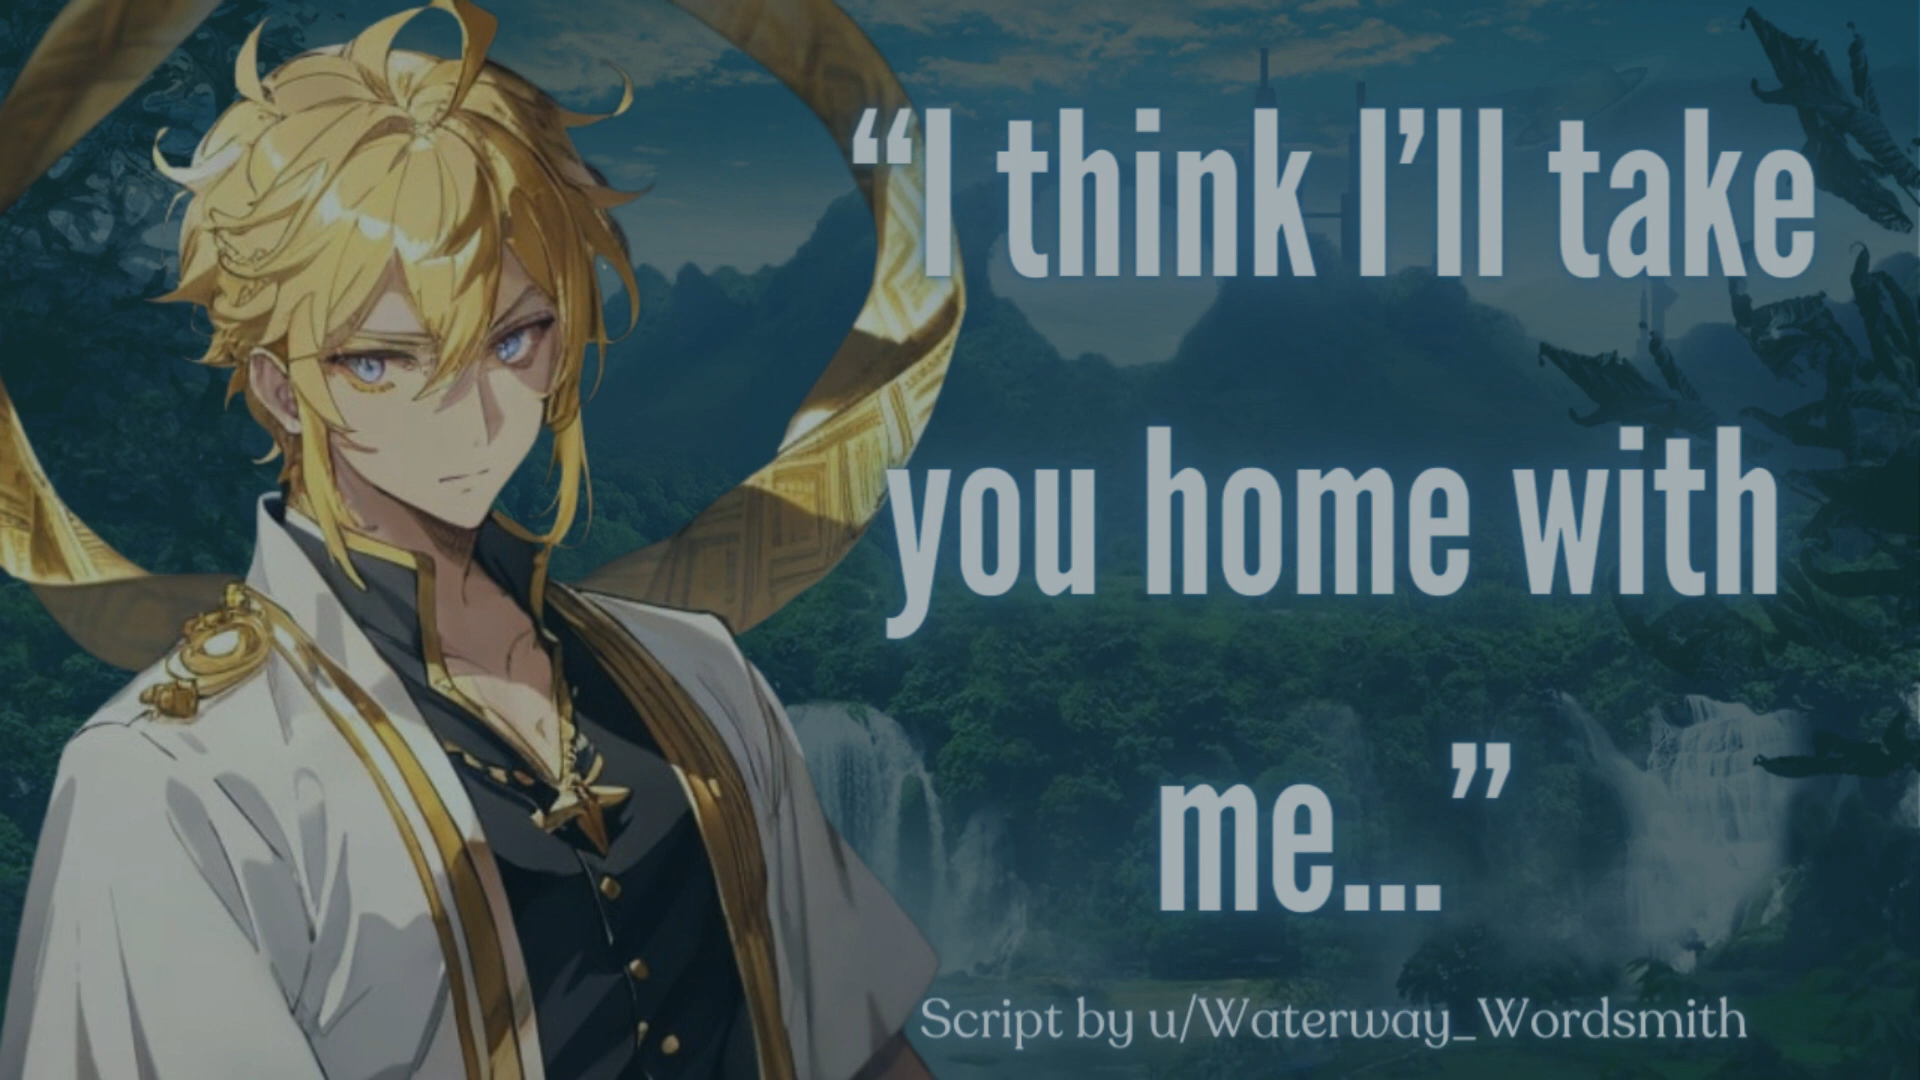 “I think I’ll take
you home with
me...”
Script by u/Waterway_Wordsmith